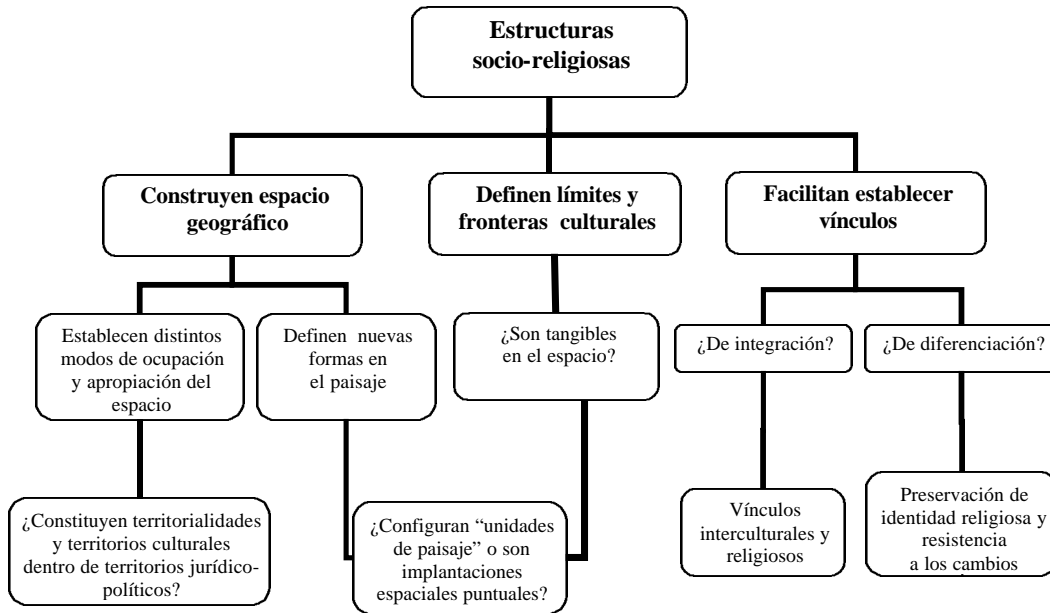 Estructuras
socio-religiosas
Construyen espacio
geográfico
Definen límites y
fronteras culturales
Facilitan establecer
vínculos
Establecen distintos
modos de ocupación
y apropiación del
espacio
Definen nuevas
formas en
el paisaje
¿Son tangibles
en el espacio?
¿De integración?
¿De diferenciación?
¿Constituyen territorialidades
y territorios culturales
dentro de territorios jurídico-
políticos?
¿Configuran “unidades
de paisaje” o son
implantaciones
espaciales puntuales?
Vínculos
interculturales y
religiosos
Preservación de
identidad religiosa y
resistencia
a los cambios